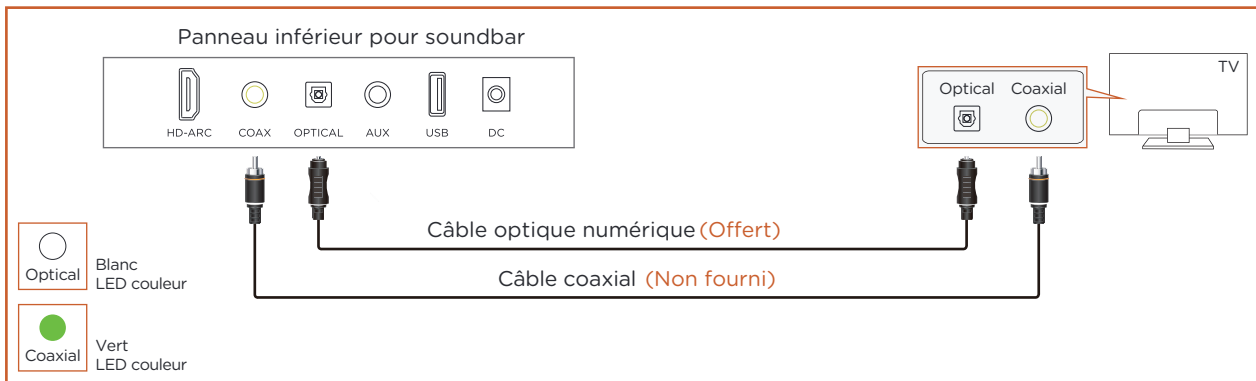 Panneau inférieur pour soundbar
HD-ARC COAX OPTICAL AUX USB DC
TV
Optical Coaxial
Câble optique numérique (Offert)
Câble coaxial (Non fourni)
Optical
Blanc
LED couleur
Coaxial
Vert
LED couleur